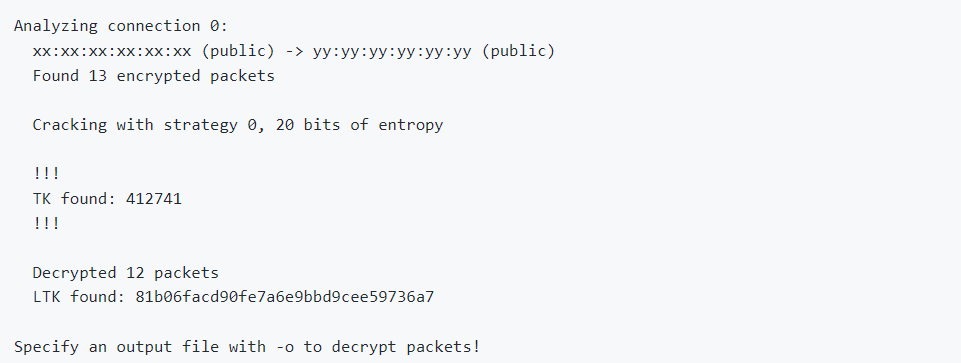 Analyzing connection 0:
xx:xx:xx:xx:xx:xx (public) -> yy:yy:yy:yy:yy:yy (public)
Found 13 encrypted packets
Cracking with strategy 0, 20 bits of entropy
!!!
TK found: 412741
!!!
Decrypted 12 packets
LTK found: 81b06facd90fe7a6e9bbd9cee59736a7
Specify an output file with -o to decrypt packets!